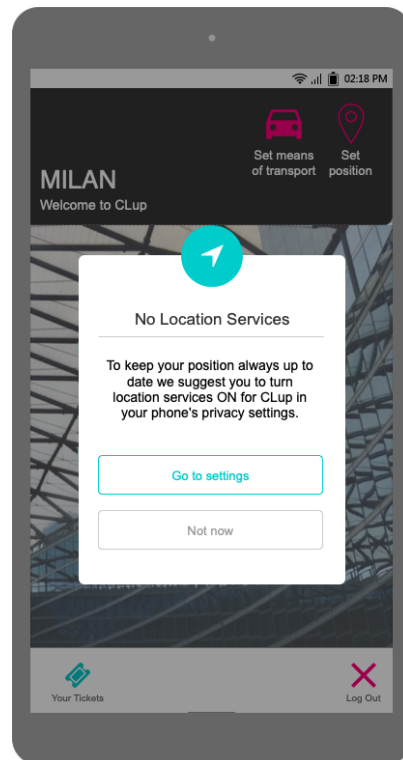 02:18 PM
Set means
of transport
Set
position
MILAN
Welcome to CLup
No Location Services
To keep your position always up to
date we suggest you to turn
location services ON for CLup in
your phone's privacy settings.
Go to settings
Not now
Your Tickets
Log Out